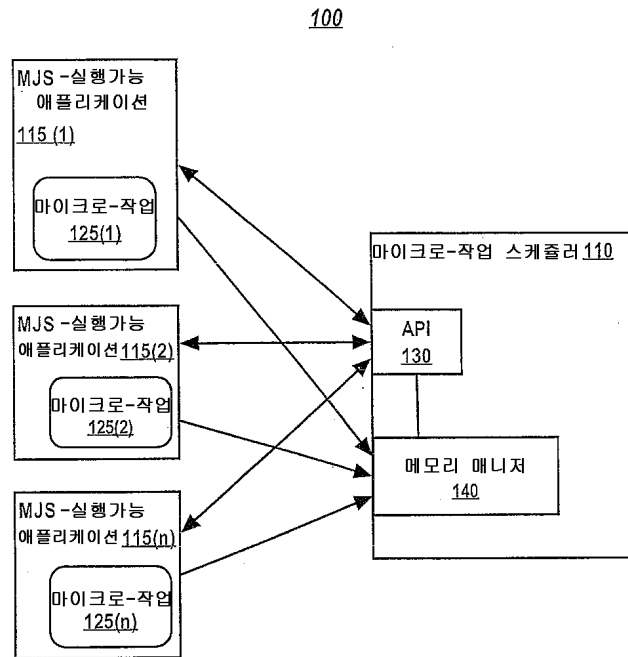 100
MJS-실행가능
애플리케이션
115 (1)
마이크로-작업
125(1)
MJS-실행가능
애플리케이션 115(2)
마이크로-작업
125(2)
MJS-실행가능
애플리케이션 115(n)
마이크로-작업
125(n)
마이크로-작업 스케쥴러 110
API
130
메모리 매니저
140